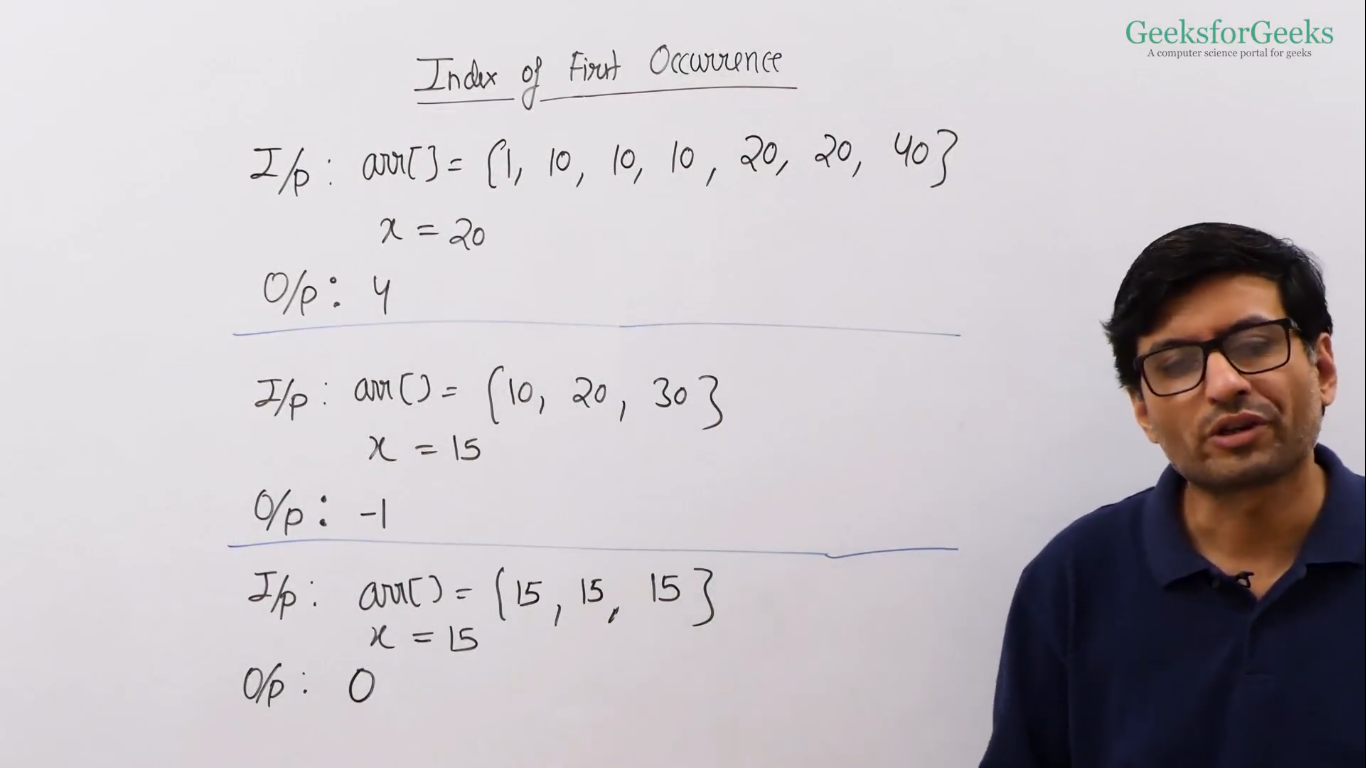 GeeksforGeeks
A computer science portal for geeks
Index of First Occurrence
I/p : arr[] = {1, 10, 10, 10, 20, 20, 40}
x = 20
O/p : 4
I/p : arr[] = {10, 20, 30}
x = 15
O/p : -1
I/p : arr[] = {15, 15, 15}
x = 15
O/p : 0